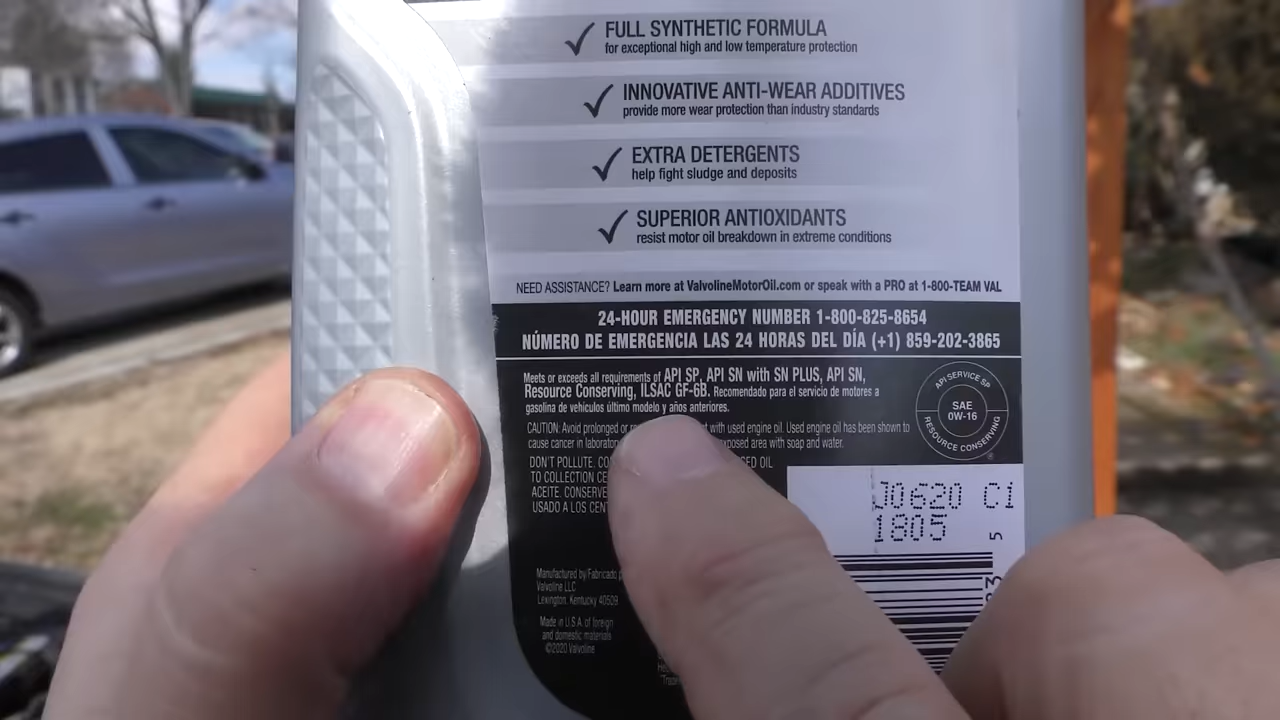 FULL SYNTHETIC FORMULA
for exceptional high and low temperature protection
INNOVATIVE ANTI-WEAR ADDITIVES
provide more wear protection than industry standards
EXTRA DETERGENTS
help fight sludge and deposits
SUPERIOR ANTIOXIDANTS
resist motor oil breakdown in extreme conditions
NEED ASSISTANCE? Learn more at ValvolineMotorOil.com or speak with a PRO at 1-800-TEAM VAL
24-HOUR EMERGENCY NUMBER 1-800-825-8654
NÚMERO DE EMERGENCIA LAS 24 HORAS DEL DÍA (+1) 859-202-3865
Meets or exceeds all requirements of API SP, API SN with SN PLUS, API SN,
Resource Conserving, ILSAC GF-6B. Recomendado para el servicio de motores a
gasolina de vehículos último modelo y años anteriores.
API SERVICE SP
SAE
0W-16
RESOURCE CONSERVING
CAUTION: Avoid prolonged or with used engine oil. Used engine oil has been shown to
cause cancer in area with soap and water.
DON'T POLLUTE. OIL
TO COLLECTION
ACEITE. CONSERVE
USADO A LOS
J0620 C1
1805
5
Manufactured by/Fabricado
Valvoline LLC
Lexington, Kentucky 40509
Made in U.S.A. of foreign
and domestic materials
©2020 Valvoline